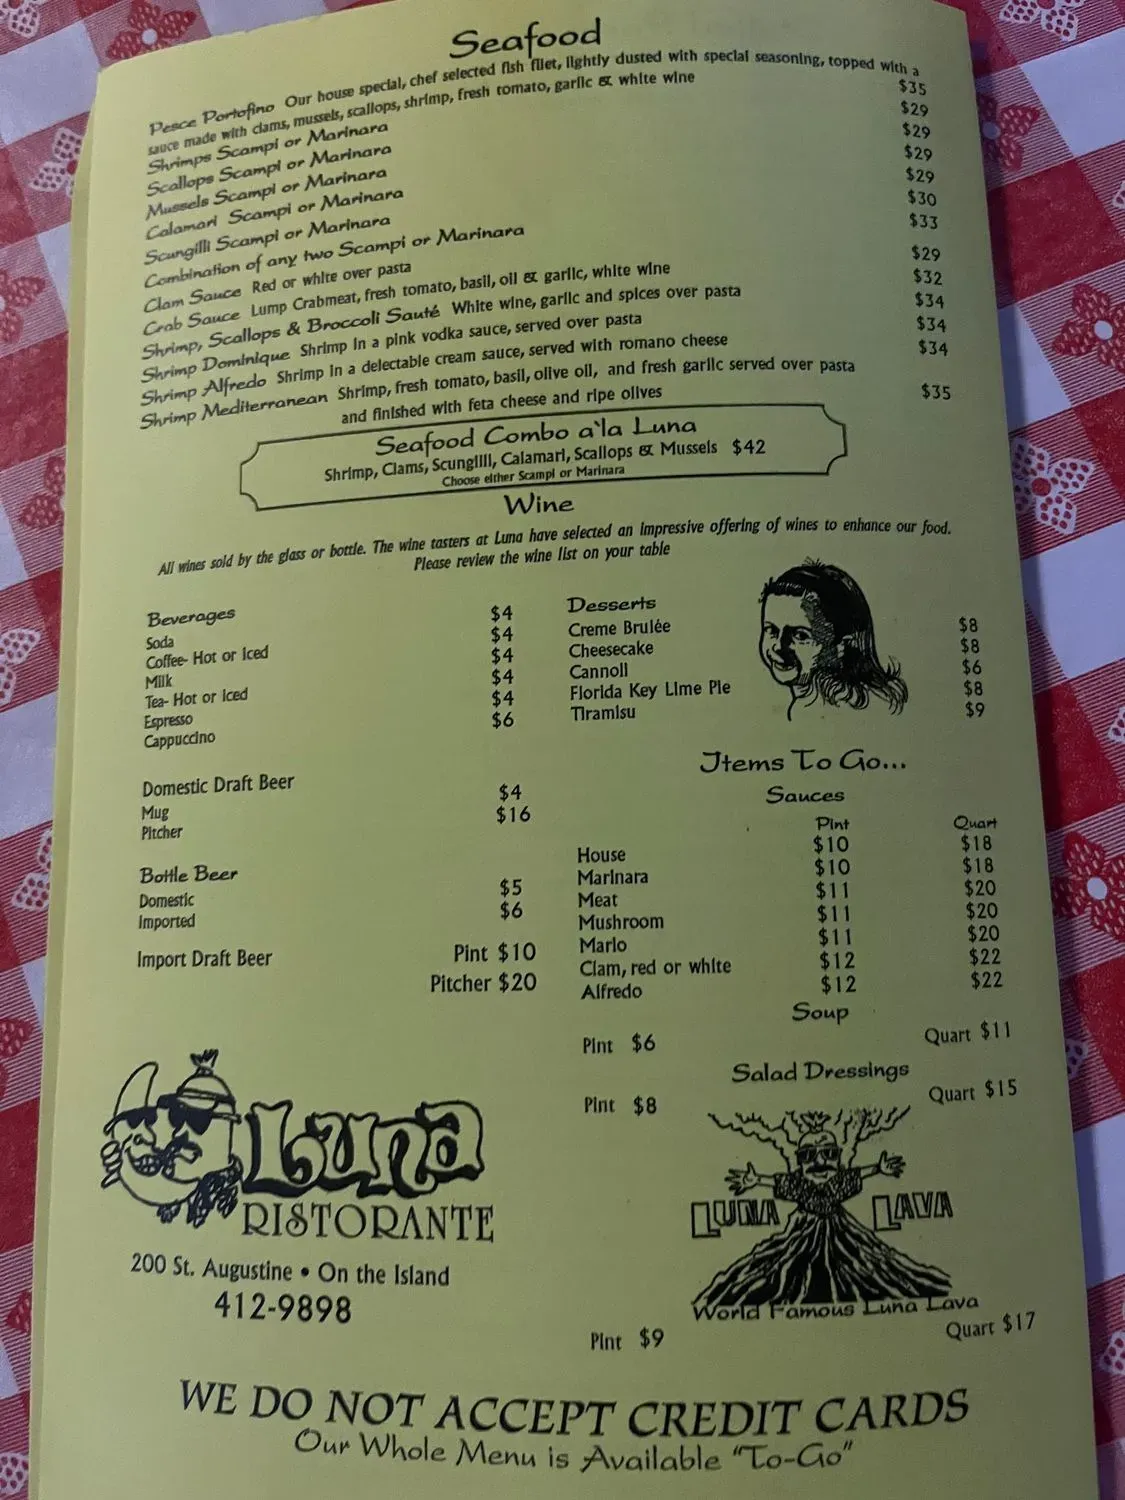 Seafood
Pesce Portofino Our house special, chef selected fish filet, lightly dusted with special seasoning, topped with a
sauce made with clams, mussels, scallops, shrimp, fresh tomato, garlic & white wine $35
Shrimps Scampi or Marinara $29
Scallops Scampi or Marinara $29
Mussels Scampi or Marinara $29
Calamari Scampi or Marinara $29
Scungilli Scampi or Marinara $30
Combination of any two Scampi or Marinara $33
Clam Sauce Red or white over pasta $29
Crab Sauce Lump Crabmeat, fresh tomato, basil, oil & garlic, white wine $32
Shrimp, Scallops & Broccoli Sauté White wine, garlic and spices over pasta $34
Shrimp Dominique Shrimp in a pink vodka sauce, served over pasta $34
Shrimp Alfredo Shrimp in a delectable cream sauce, served with romano cheese $34
Shrimp Mediterranean Shrimp, fresh tomato, basil, olive oil, and fresh garlic served over pasta
and finished with feta cheese and ripe olives $35
Seafood Combo a'la Luna
Shrimp, Clams, Scungilli, Calamari, Scallops & Mussels $42
Choose either Scampi or Marinara
Wine
All wines sold by the glass or bottle. The wine tasters at Luna have selected an impressive offering of wines to enhance our food.
Please review the wine list on your table
Beverages
Soda $4
Coffee- Hot or Iced $4
Milk $4
Tea- Hot or Iced $4
Espresso $4
Cappuccino $6
Domestic Draft Beer
Mug $4
Pitcher $16
Bottle Beer
Domestic $5
Imported $6
Import Draft Beer Pint $10
Pitcher $20
Desserts
Creme Brulée $8
Cheesecake $8
Cannoli $6
Florida Key Lime Pie $8
Tiramisu $9
Items To Go...
Sauces
Pint Quart
House $10 $18
Marinara $10 $18
Meat $11 $20
Mushroom $11 $20
Mario $11 $20
Clam, red or white $12 $22
Alfredo $12 $22
Soup
Pint $6 Quart $11
Salad Dressings
Pint $8 Quart $15
LUNA LAVA
World Famous Luna Lava
Pint $9 Quart $17
Luna
RISTORANTE
200 St. Augustine • On the Island
412-9898
WE DO NOT ACCEPT CREDIT CARDS
Our Whole Menu is Available "To-Go"